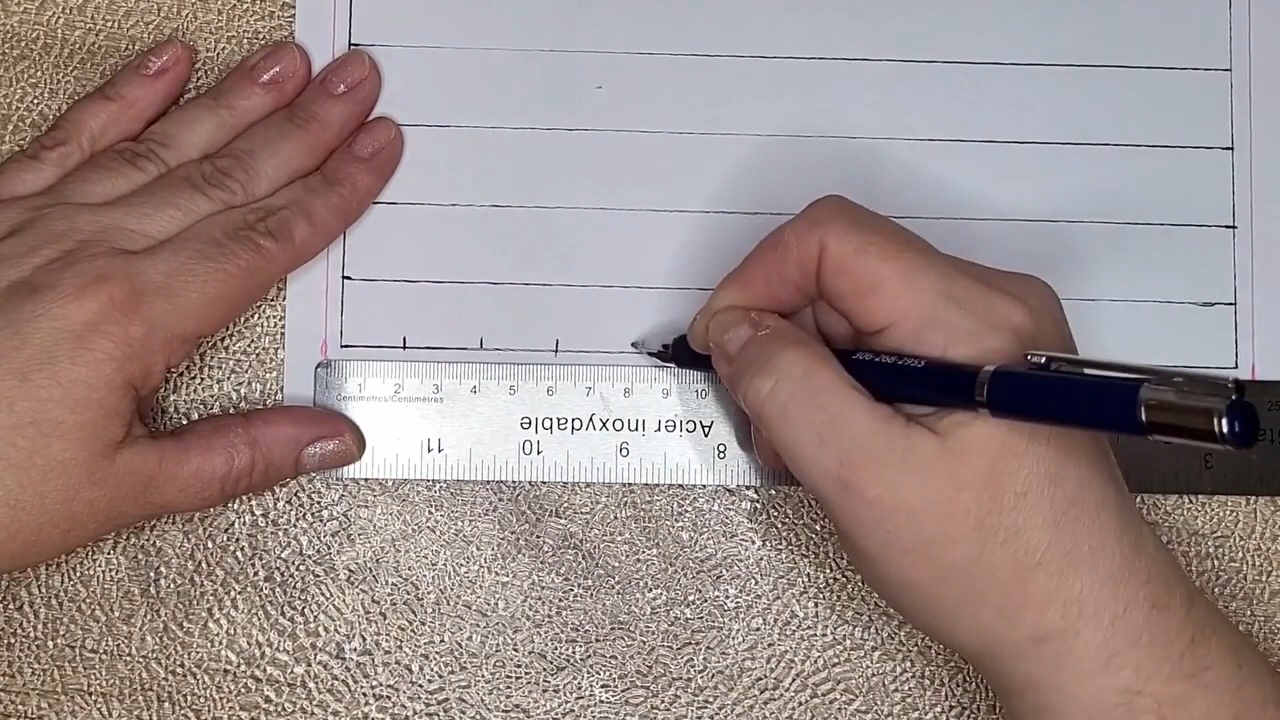 306-268-2955
1 2 3 4 5 6 7 8 9 10
Centimetres/Centimètres
Acier inoxydable
11 10 9 8 3